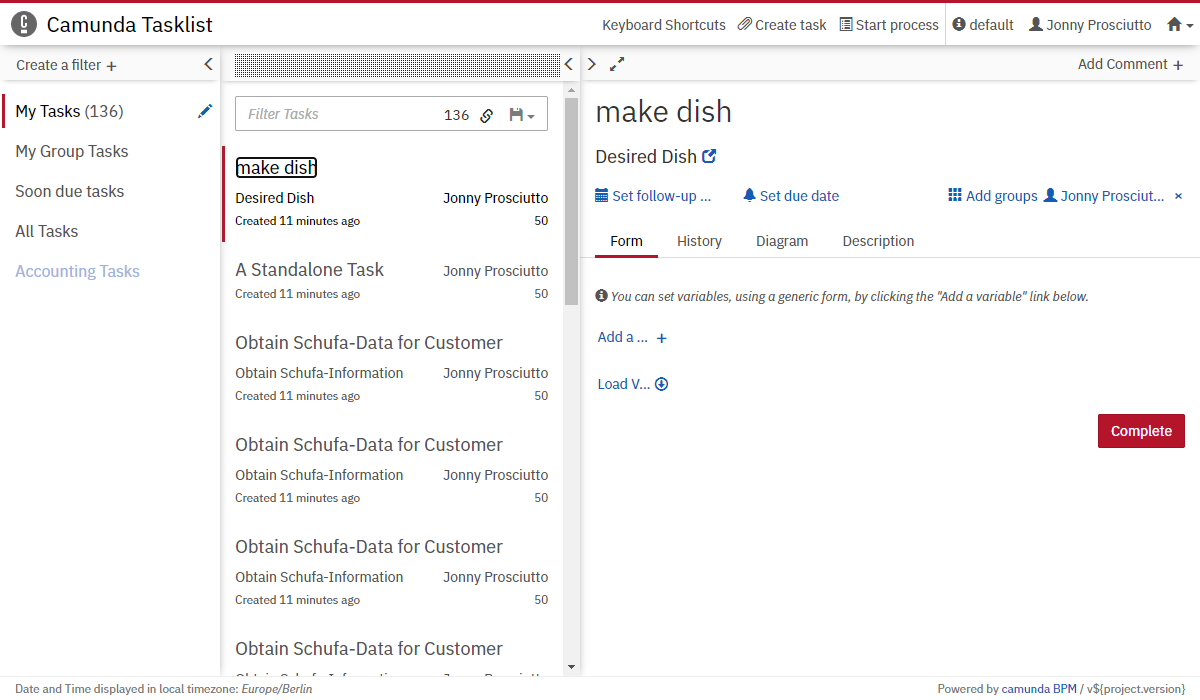 Camunda Tasklist
Keyboard Shortcuts Create task Start process default Jonny Prosciutto
Create a filter +
My Tasks (136)
My Group Tasks
Soon due tasks
All Tasks
Accounting Tasks
Filter Tasks 136
make dish
Desired Dish Jonny Prosciutto
Created 11 minutes ago 50
A Standalone Task Jonny Prosciutto
Created 11 minutes ago 50
Obtain Schufa-Data for Customer
Obtain Schufa-Information Jonny Prosciutto
Created 11 minutes ago 50
Obtain Schufa-Data for Customer
Obtain Schufa-Information Jonny Prosciutto
Created 11 minutes ago 50
Obtain Schufa-Data for Customer
Obtain Schufa-Information Jonny Prosciutto
Created 11 minutes ago 50
Obtain Schufa-Data for Customer
Add Comment +
make dish
Desired Dish
Set follow-up ... Set due date Add groups Jonny Prosciut... ×
Form History Diagram Description
You can set variables, using a generic form, by clicking the "Add a variable" link below.
Add a ... +
Load V...
Complete
Date and Time displayed in local timezone: Europe/Berlin
Powered by camunda BPM / v${project.version}